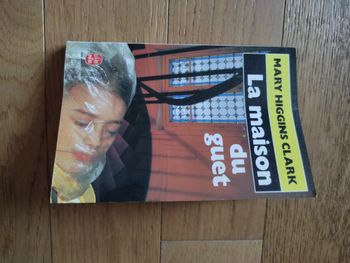 MARY HIGGINS CLARK
La maison
du guet